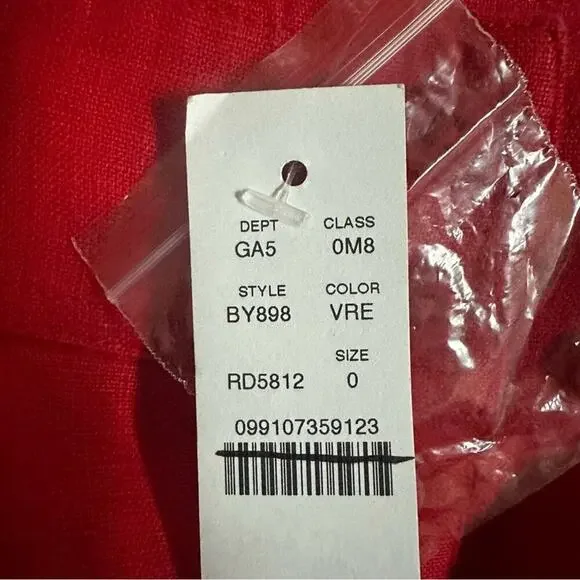 DEPT CLASS
GA5 0M8
STYLE COLOR
BY898 VRE
SIZE
RD5812 0
099107359123